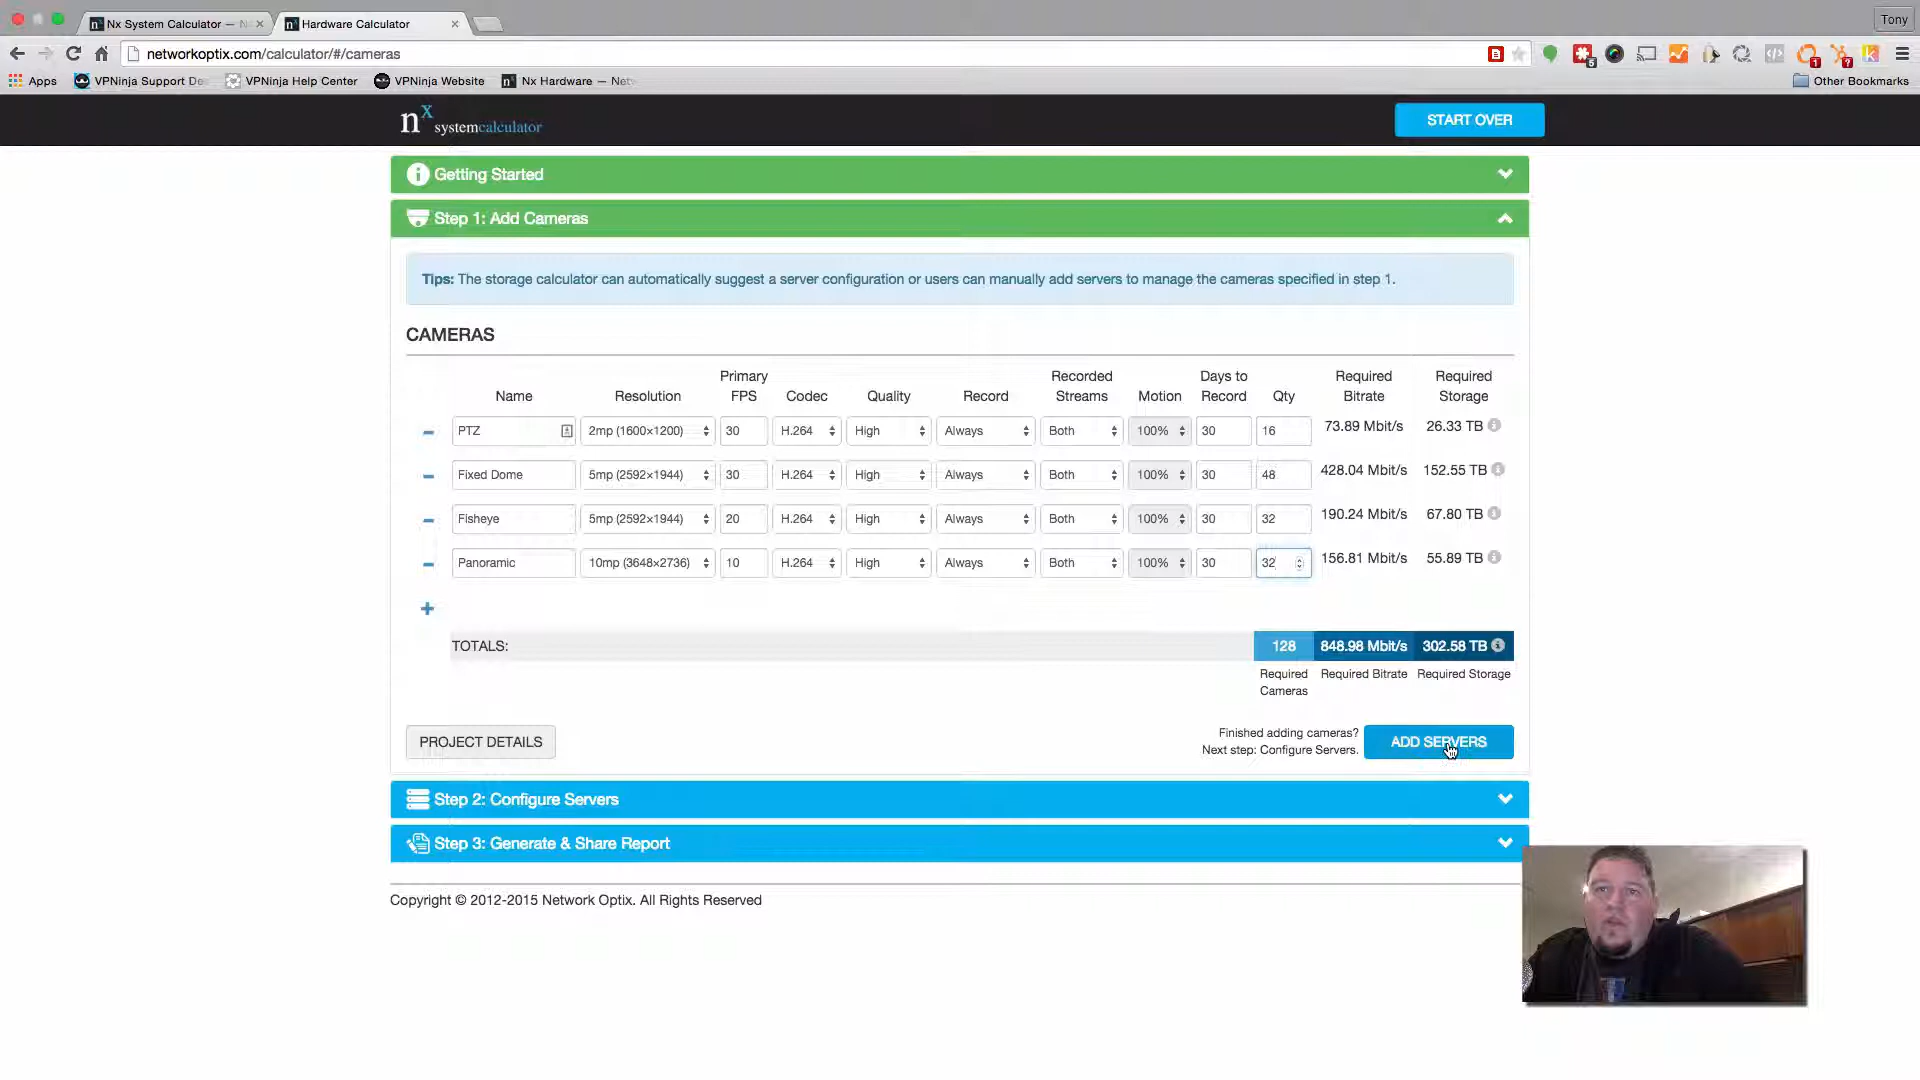 Nx System Calculator — N
Hardware Calculator
Tony
networkoptix.com/calculator/#/cameras
Apps
VPNinja Support De
VPNinja Help Center
VPNinja Website
Nx Hardware — Net
Other Bookmarks
nx systemcalculator
START OVER
Getting Started
Step 1: Add Cameras
Tips: The storage calculator can automatically suggest a server configuration or users can manually add servers to manage the cameras specified in step 1.
CAMERAS
Name Resolution Primary FPS Codec Quality Record Recorded Streams Motion Days to Record Qty Required Bitrate Required Storage
PTZ 2mp (1600×1200) 30 H.264 High Always Both 100% 30 16 73.89 Mbit/s 26.33 TB
Fixed Dome 5mp (2592×1944) 30 H.264 High Always Both 100% 30 48 428.04 Mbit/s 152.55 TB
Fisheye 5mp (2592×1944) 20 H.264 High Always Both 100% 30 32 190.24 Mbit/s 67.80 TB
Panoramic 10mp (3648×2736) 10 H.264 High Always Both 100% 30 32 156.81 Mbit/s 55.89 TB
TOTALS: 128 848.98 Mbit/s 302.58 TB
Required Cameras Required Bitrate Required Storage
PROJECT DETAILS
Finished adding cameras?
Next step: Configure Servers.
ADD SERVERS
Step 2: Configure Servers
Step 3: Generate & Share Report
Copyright © 2012-2015 Network Optix. All Rights Reserved